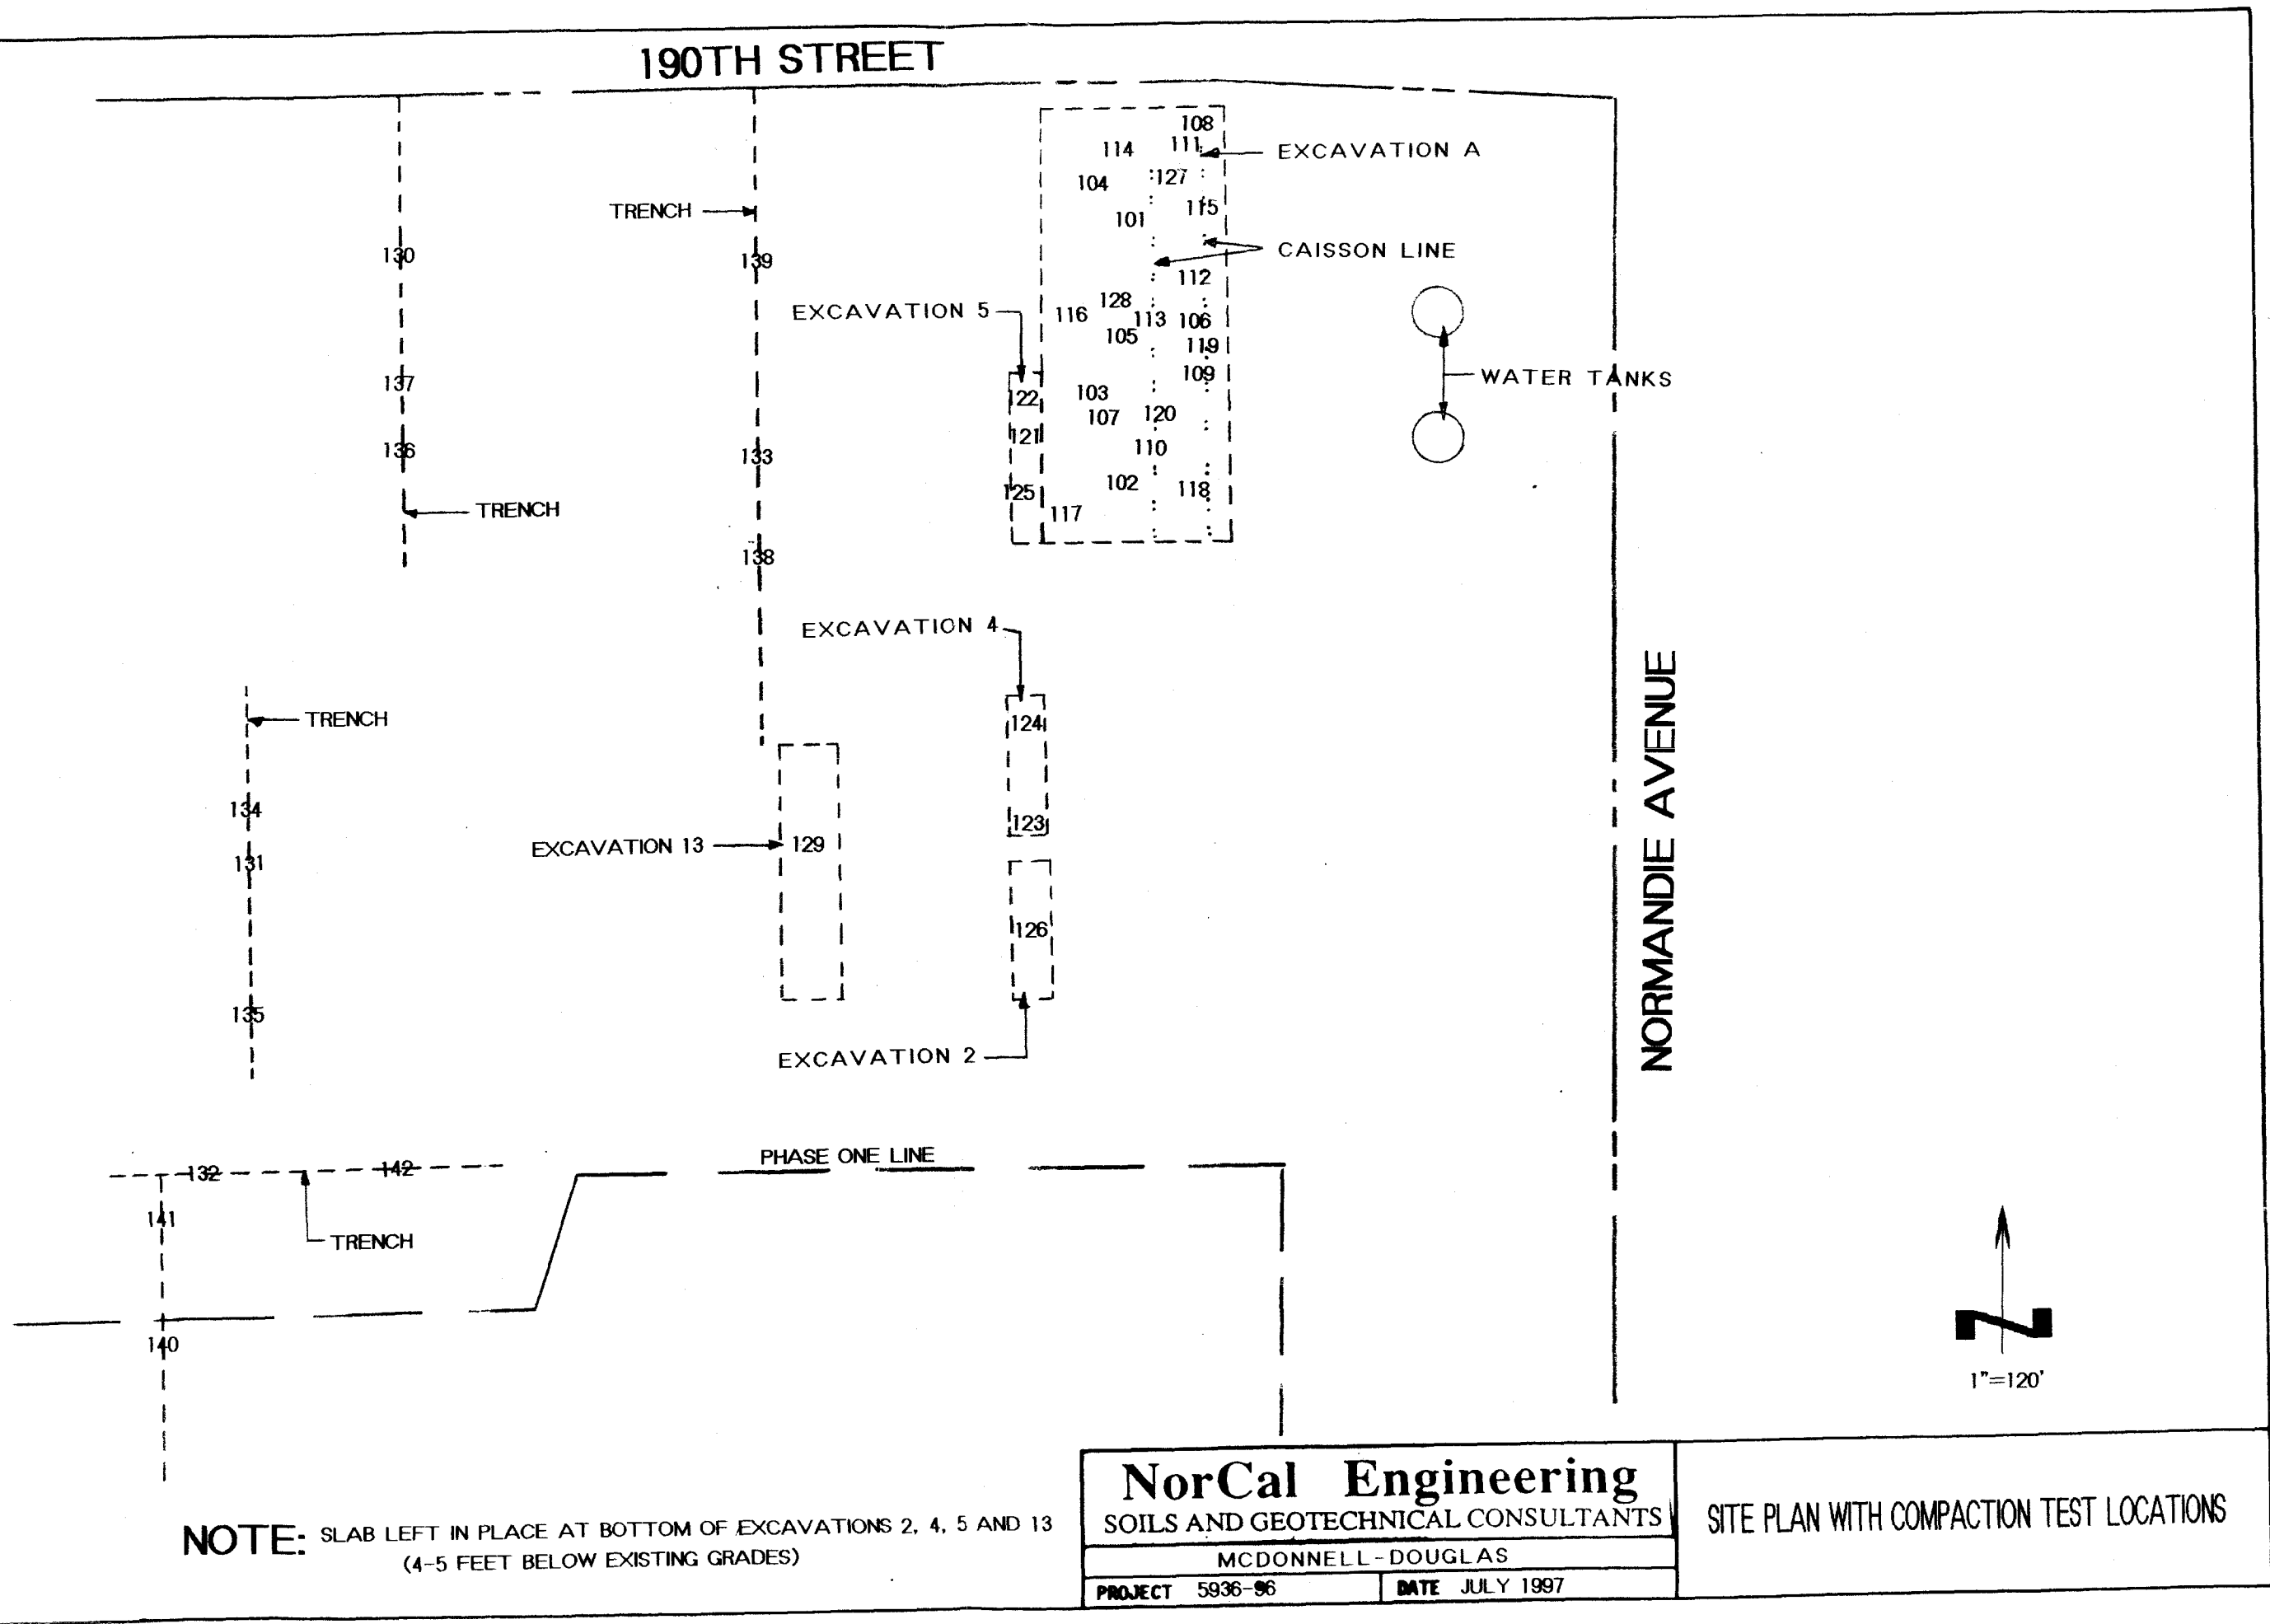 190TH STREET
108
111
114
EXCAVATION A
127
104
TRENCH
115
101
130
139
CAISSON LINE
112
128
EXCAVATION 5
116
113
106
105
119
109
WATER TANKS
137
122
103
107
120
121
136
133
110
102
118
125
TRENCH
117
138
EXCAVATION 4
TRENCH
124
134
123
EXCAVATION 13
129
131
126
135
NORMANDIE AVENUE
EXCAVATION 2
PHASE ONE LINE
132
142
141
TRENCH
140
N
1"=120'
NorCal Engineering
SOILS AND GEOTECHNICAL CONSULTANTS
MCDONNELL-DOUGLAS
PROJECT 5936-96
DATE JULY 1997
SITE PLAN WITH COMPACTION TEST LOCATIONS
NOTE: SLAB LEFT IN PLACE AT BOTTOM OF EXCAVATIONS 2, 4, 5 AND 13
(4-5 FEET BELOW EXISTING GRADES)